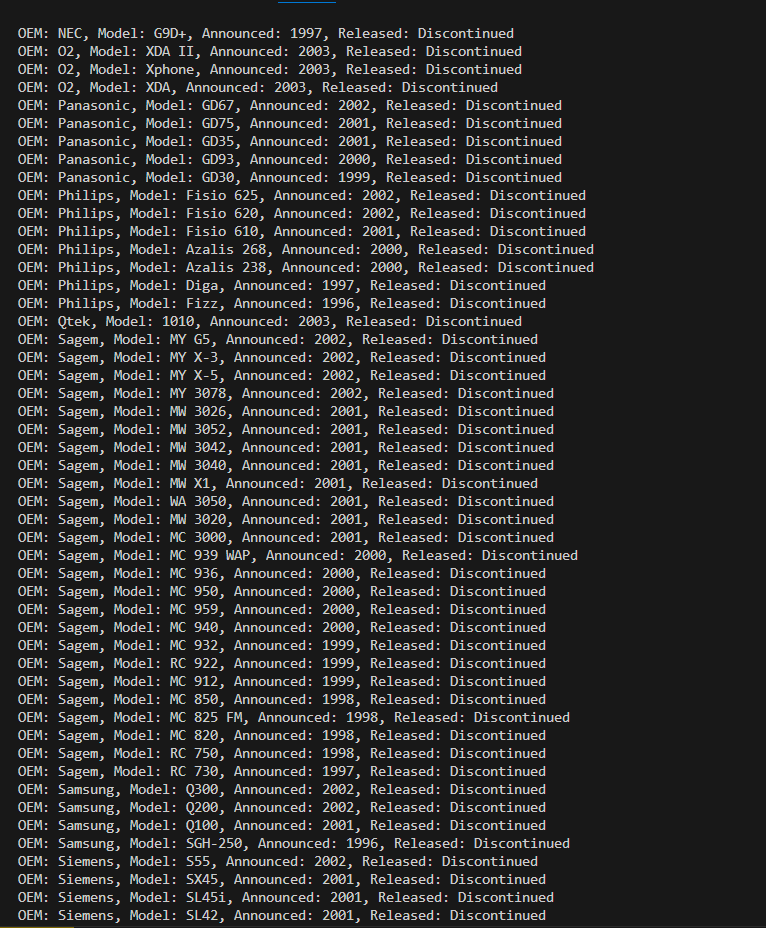 OEM: NEC, Model: G9D+, Announced: 1997, Released: Discontinued
OEM: O2, Model: XDA II, Announced: 2003, Released: Discontinued
OEM: O2, Model: Xphone, Announced: 2003, Released: Discontinued
OEM: O2, Model: XDA, Announced: 2003, Released: Discontinued
OEM: Panasonic, Model: GD67, Announced: 2002, Released: Discontinued
OEM: Panasonic, Model: GD75, Announced: 2001, Released: Discontinued
OEM: Panasonic, Model: GD35, Announced: 2001, Released: Discontinued
OEM: Panasonic, Model: GD93, Announced: 2000, Released: Discontinued
OEM: Panasonic, Model: GD30, Announced: 1999, Released: Discontinued
OEM: Philips, Model: Fisio 625, Announced: 2002, Released: Discontinued
OEM: Philips, Model: Fisio 620, Announced: 2002, Released: Discontinued
OEM: Philips, Model: Fisio 610, Announced: 2001, Released: Discontinued
OEM: Philips, Model: Azalis 268, Announced: 2000, Released: Discontinued
OEM: Philips, Model: Azalis 238, Announced: 2000, Released: Discontinued
OEM: Philips, Model: Diga, Announced: 1997, Released: Discontinued
OEM: Philips, Model: Fizz, Announced: 1996, Released: Discontinued
OEM: Qtek, Model: 1010, Announced: 2003, Released: Discontinued
OEM: Sagem, Model: MY G5, Announced: 2002, Released: Discontinued
OEM: Sagem, Model: MY X-3, Announced: 2002, Released: Discontinued
OEM: Sagem, Model: MY X-5, Announced: 2002, Released: Discontinued
OEM: Sagem, Model: MY 3078, Announced: 2002, Released: Discontinued
OEM: Sagem, Model: MW 3026, Announced: 2001, Released: Discontinued
OEM: Sagem, Model: MW 3052, Announced: 2001, Released: Discontinued
OEM: Sagem, Model: MW 3042, Announced: 2001, Released: Discontinued
OEM: Sagem, Model: MW 3040, Announced: 2001, Released: Discontinued
OEM: Sagem, Model: MW X1, Announced: 2001, Released: Discontinued
OEM: Sagem, Model: WA 3050, Announced: 2001, Released: Discontinued
OEM: Sagem, Model: MW 3020, Announced: 2001, Released: Discontinued
OEM: Sagem, Model: MC 3000, Announced: 2001, Released: Discontinued
OEM: Sagem, Model: MC 939 WAP, Announced: 2000, Released: Discontinued
OEM: Sagem, Model: MC 936, Announced: 2000, Released: Discontinued
OEM: Sagem, Model: MC 950, Announced: 2000, Released: Discontinued
OEM: Sagem, Model: MC 959, Announced: 2000, Released: Discontinued
OEM: Sagem, Model: MC 940, Announced: 2000, Released: Discontinued
OEM: Sagem, Model: MC 932, Announced: 1999, Released: Discontinued
OEM: Sagem, Model: RC 922, Announced: 1999, Released: Discontinued
OEM: Sagem, Model: MC 912, Announced: 1999, Released: Discontinued
OEM: Sagem, Model: MC 850, Announced: 1998, Released: Discontinued
OEM: Sagem, Model: MC 825 FM, Announced: 1998, Released: Discontinued
OEM: Sagem, Model: MC 820, Announced: 1998, Released: Discontinued
OEM: Sagem, Model: RC 750, Announced: 1998, Released: Discontinued
OEM: Sagem, Model: RC 730, Announced: 1997, Released: Discontinued
OEM: Samsung, Model: Q300, Announced: 2002, Released: Discontinued
OEM: Samsung, Model: Q200, Announced: 2002, Released: Discontinued
OEM: Samsung, Model: Q100, Announced: 2001, Released: Discontinued
OEM: Samsung, Model: SGH-250, Announced: 1996, Released: Discontinued
OEM: Siemens, Model: S55, Announced: 2002, Released: Discontinued
OEM: Siemens, Model: SX45, Announced: 2001, Released: Discontinued
OEM: Siemens, Model: SL45i, Announced: 2001, Released: Discontinued
OEM: Siemens, Model: SL42, Announced: 2001, Released: Discontinued